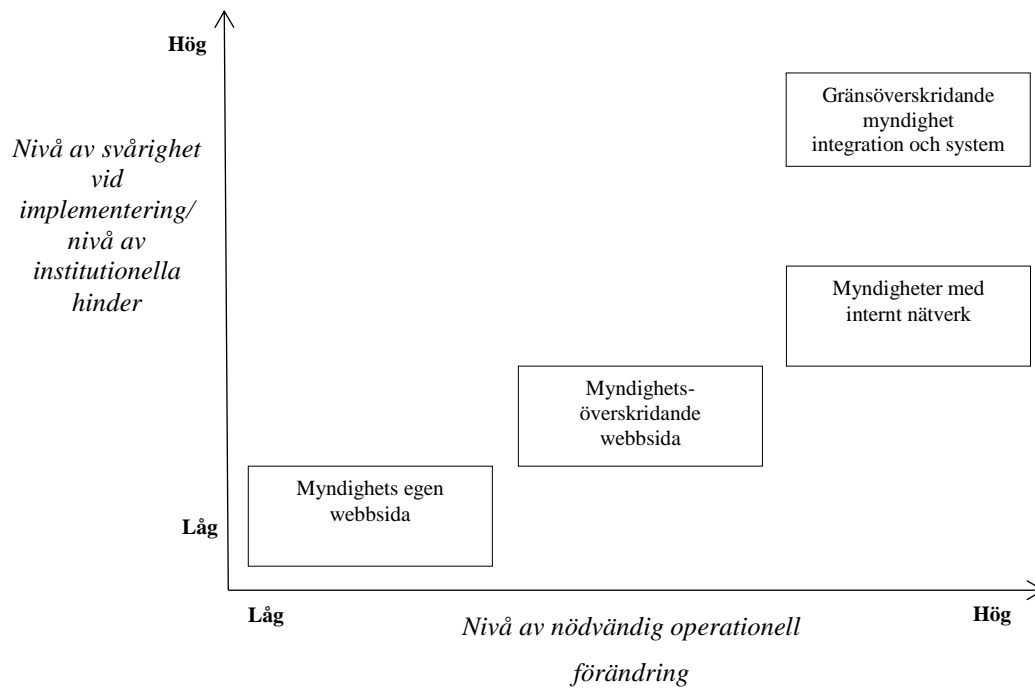 Hög
Nivå av svårighet
vid
implementering/
nivå av
institutionella
hinder
Gränsöverskridande
myndighet
integration och system
Myndigheter med
internt nätverk
Myndighets-
överskridande
webbsida
Myndighets egen
webbsida
Låg
Låg
Nivå av nödvändig operationell
förändring
Hög